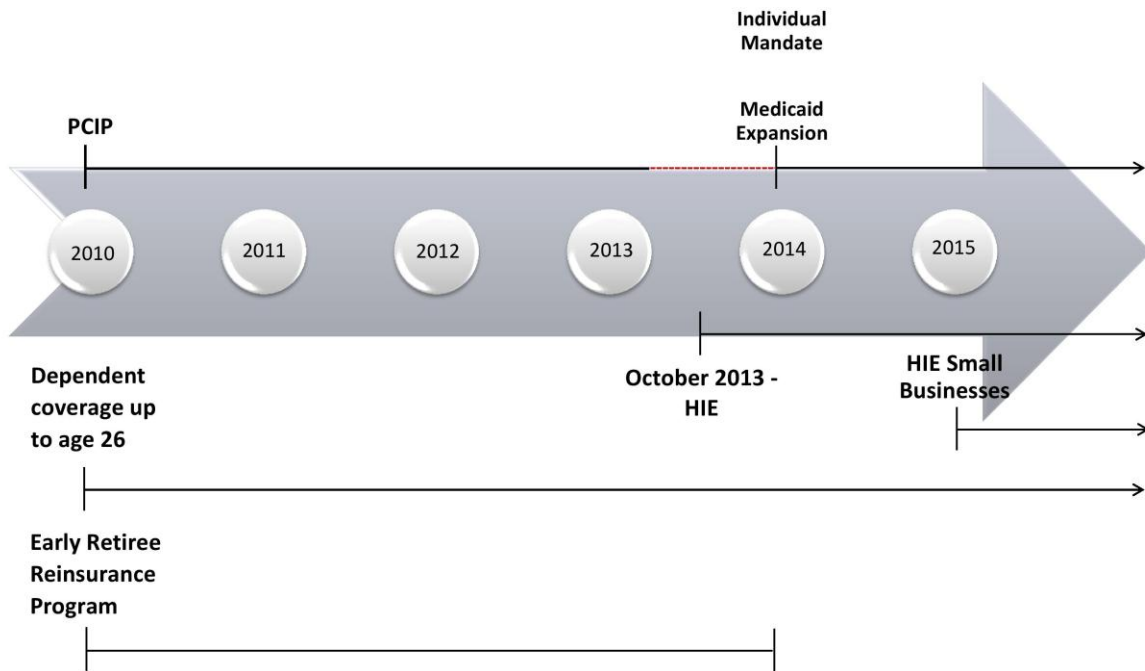 Individual
Mandate
PCIP
Medicaid
Expansion
2010
2011
2012
2013
2014
2015
Dependent
coverage up
to age 26
October 2013 -
HIE
HIE Small
Businesses
Early Retiree
Reinsurance
Program